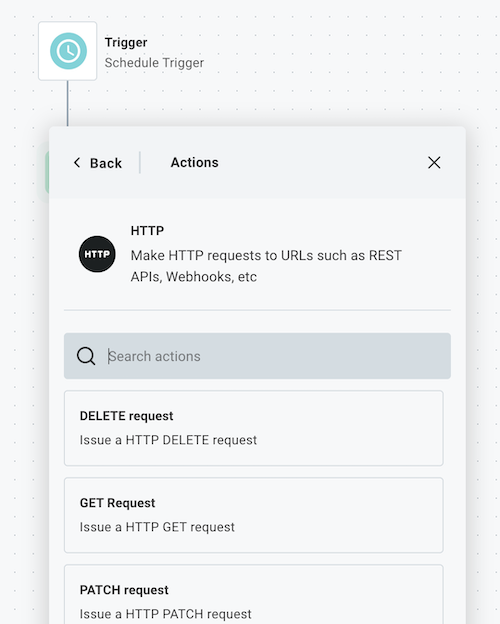 Trigger
Schedule Trigger
Back
Actions
HTTP
HTTP
Make HTTP requests to URLs such as REST
APIs, Webhooks, etc
Search actions
DELETE request
Issue a HTTP DELETE request
GET Request
Issue a HTTP GET request
PATCH request
Issue a HTTP PATCH request